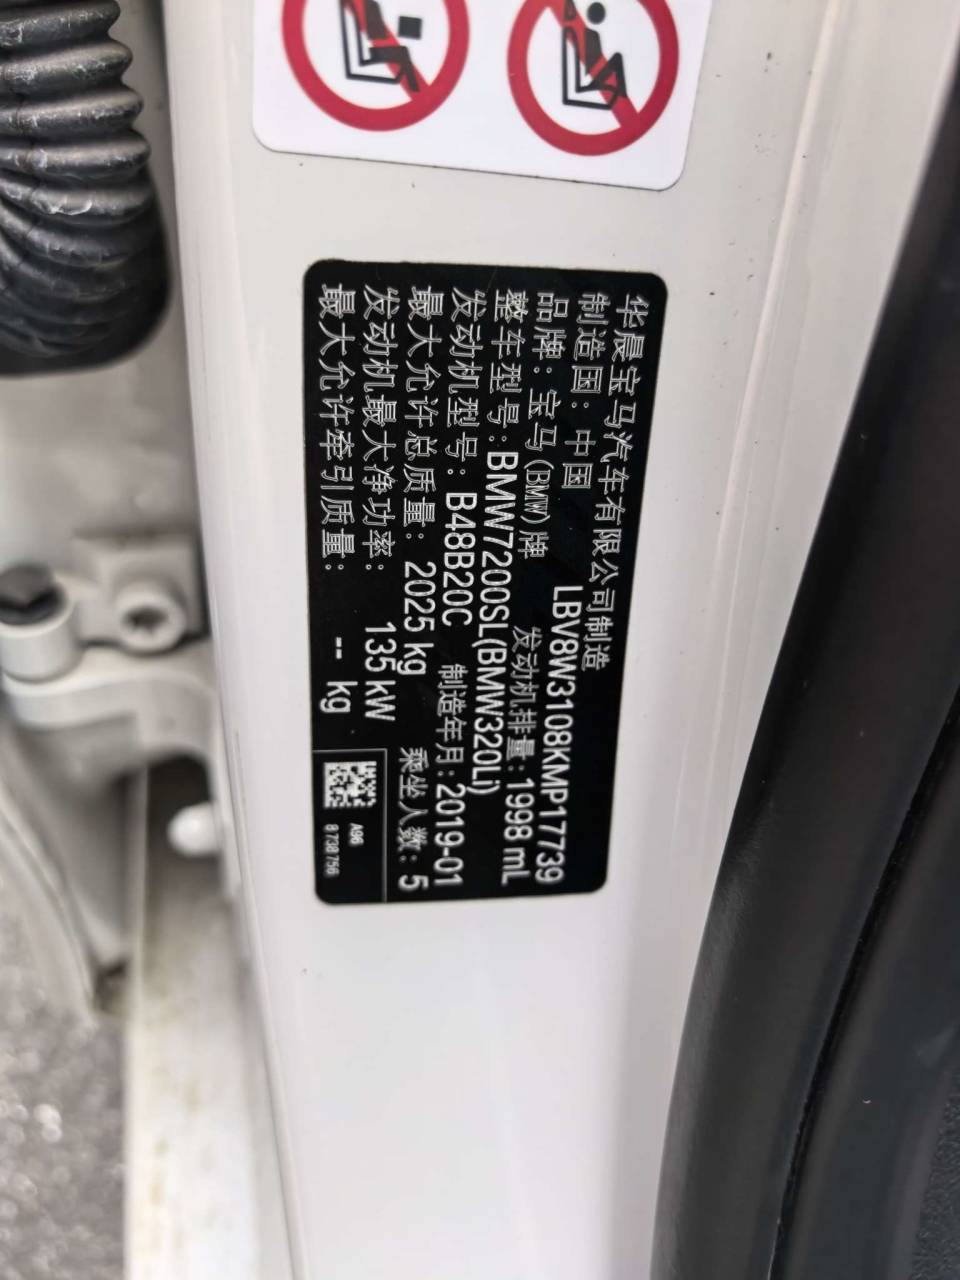 华晨宝马汽车有限公司制造
制造国：中国 LBV8W3108KMP17739
品牌：宝马(BMW)牌 发动机排量：1998 mL
整车型号：BMW7200SL(BMW320Li)
发动机型号：B48B20C 制造年月：2019-01
最大允许总质量：2025 kg 乘坐人数：5
发动机最大净功率：135 kW
最大允许牵引质量：-- kg
A96
8738756